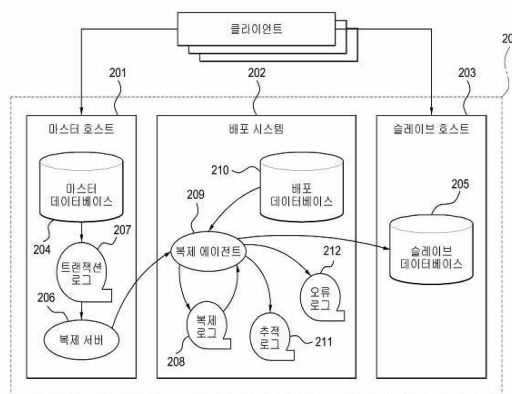 클라이언트
20
201
202
203
마스터 호스트
배포 시스템
슬레이브 호스트
210
마스터
데이터베이스
배포
데이터베이스
209
205
204
207
복제 에이전트
212
슬레이브
데이터베이스
트랜잭션
로그
오류
로그
206
복제
로그
추적
로그
복제 서버
208
211